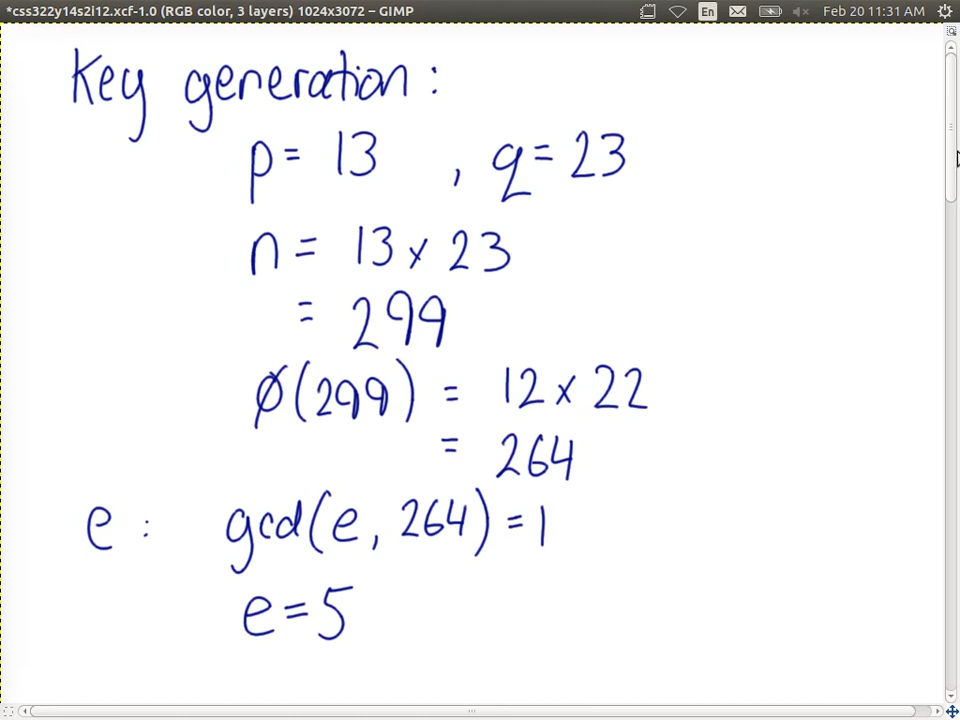 *css322y14s2i12.xcf-1.0 (RGB color, 3 layers) 1024x3072 – GIMP En Feb 20 11:31 AM
Key generation:
p = 13 , q = 23
n = 13 × 23
= 299
ϕ(299) = 12 × 22
= 264
e : gcd(e, 264) = 1
e = 5